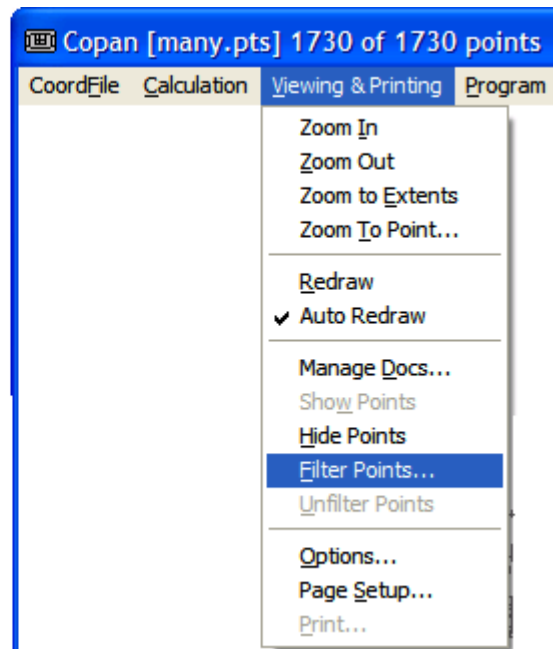 Copan [many.pts] 1730 of 1730 points
CoordFile Calculation Viewing & Printing Program
Zoom In
Zoom Out
Zoom to Extents
Zoom To Point...
Redraw
Auto Redraw
Manage Docs...
Show Points
Hide Points
Filter Points...
Unfilter Points
Options...
Page Setup...
Print...